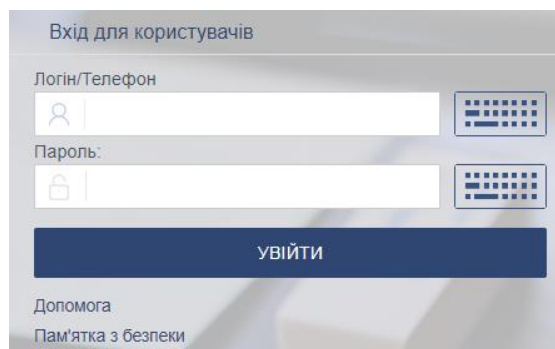 Вхід для користувачів
Логін/Телефон
Пароль:
УВІЙТИ
Допомога
Пам'ятка з безпеки